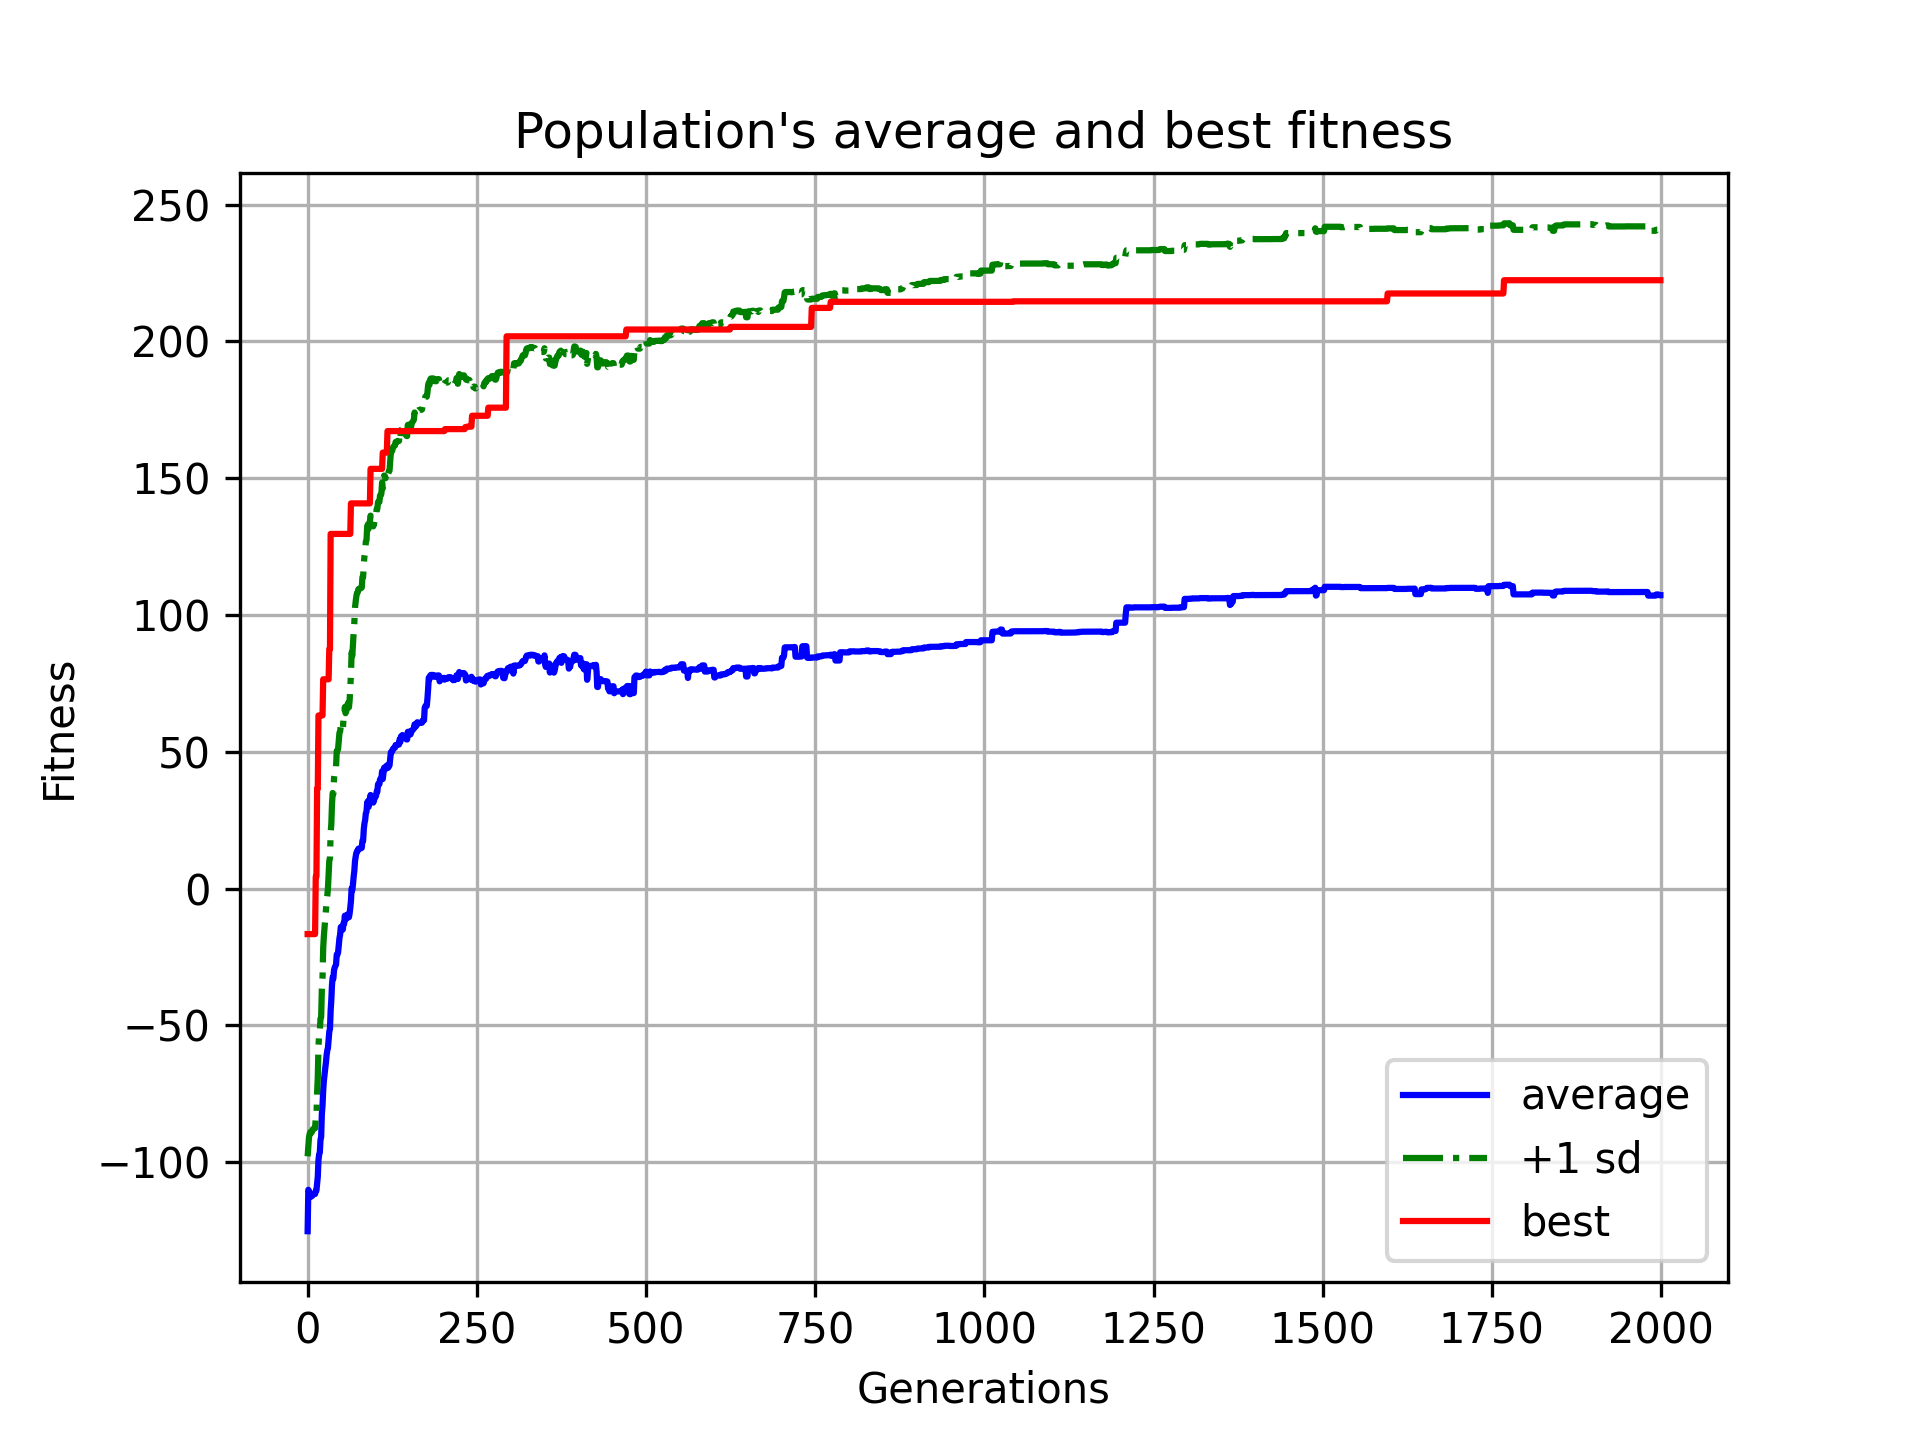 Population's average and best fitness
250
200
150
100
50
0
−50
−100
Fitness
0 250 500 750 1000 1250 1500 1750 2000
Generations
average
+1 sd
best